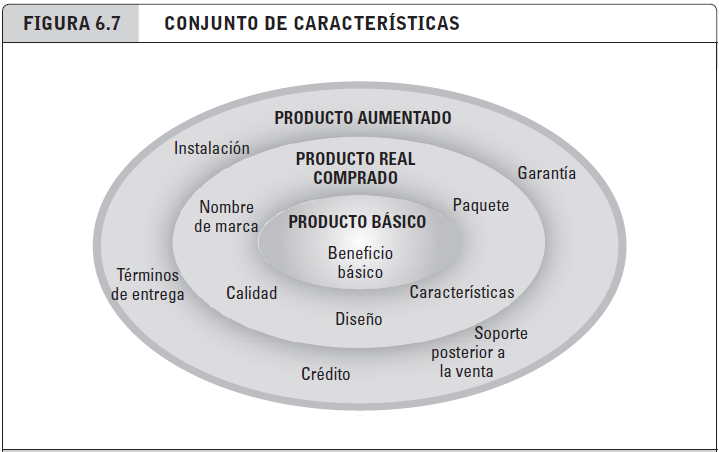 FIGURA 6.7
CONJUNTO DE CARACTERÍSTICAS
PRODUCTO AUMENTADO
Instalación
PRODUCTO REAL
COMPRADO
Garantía
Nombre
de marca
Paquete
PRODUCTO BÁSICO
Beneficio
básico
Términos
de entrega
Calidad
Características
Diseño
Soporte
posterior a
la venta
Crédito